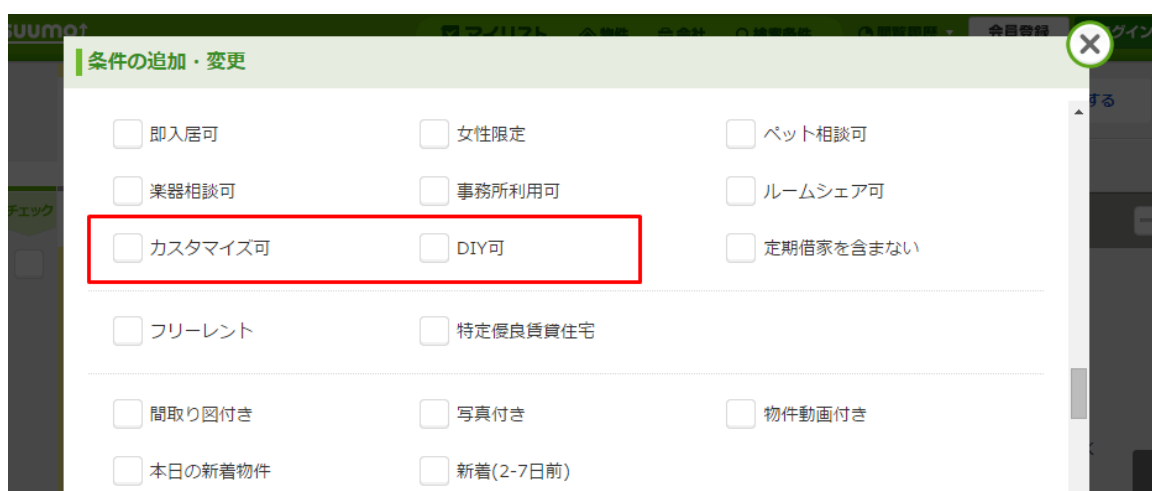 マイリスト 物件 会社 検索条件 閲覧履歴 会員登録
条件の追加・変更
する
即入居可 女性限定 ペット相談可
楽器相談可 事務所利用可 ルームシェア可
チェック
カスタマイズ可 DIY可 定期借家を含まない
フリーレント 特定優良賃貸住宅
間取り図付き 写真付き 物件動画付き
本日の新着物件 新着(2-7日前)